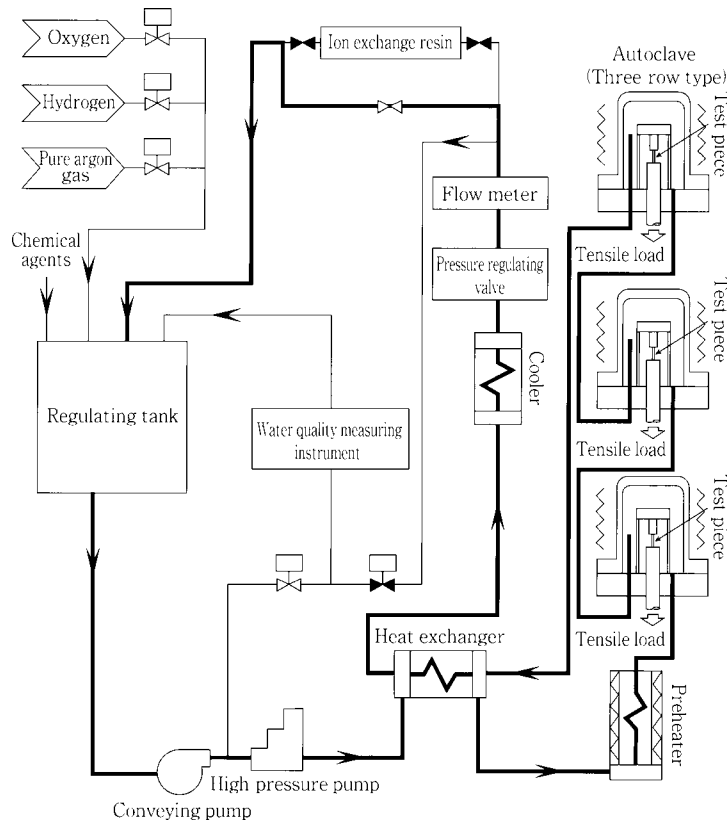 Oxygen
Hydrogen
Pure argon
gas
Chemical
agents
Regulating tank
Ion exchange resin
Flow meter
Pressure regulating
valve
Cooler
Water quality measuring
instrument
Heat exchanger
High pressure pump
Conveying pump
Autoclave
(Three row type)
Test piece
Tensile load
Test piece
Tensile load
Test piece
Tensile load
Preheater